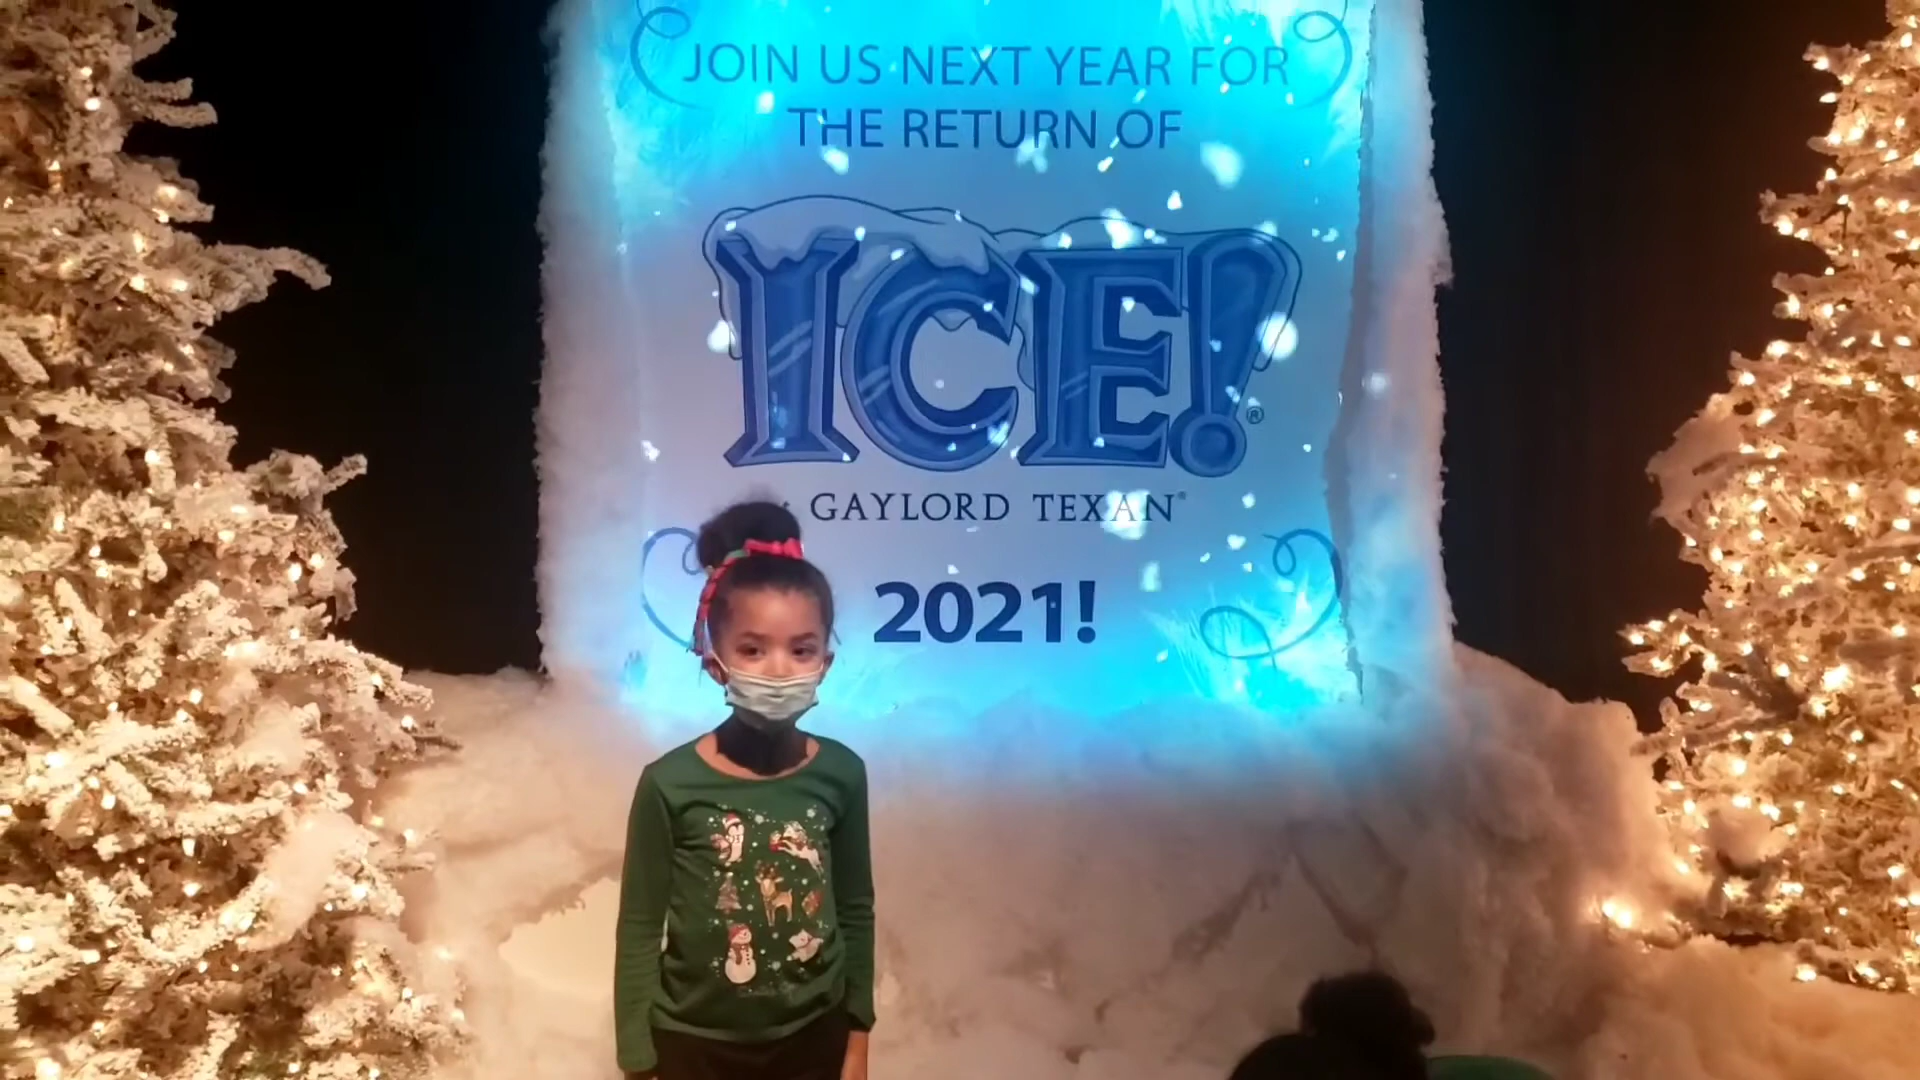 JOIN US NEXT YEAR FOR
THE RETURN OF
ICE!®
GAYLORD TEXAN®
2021!